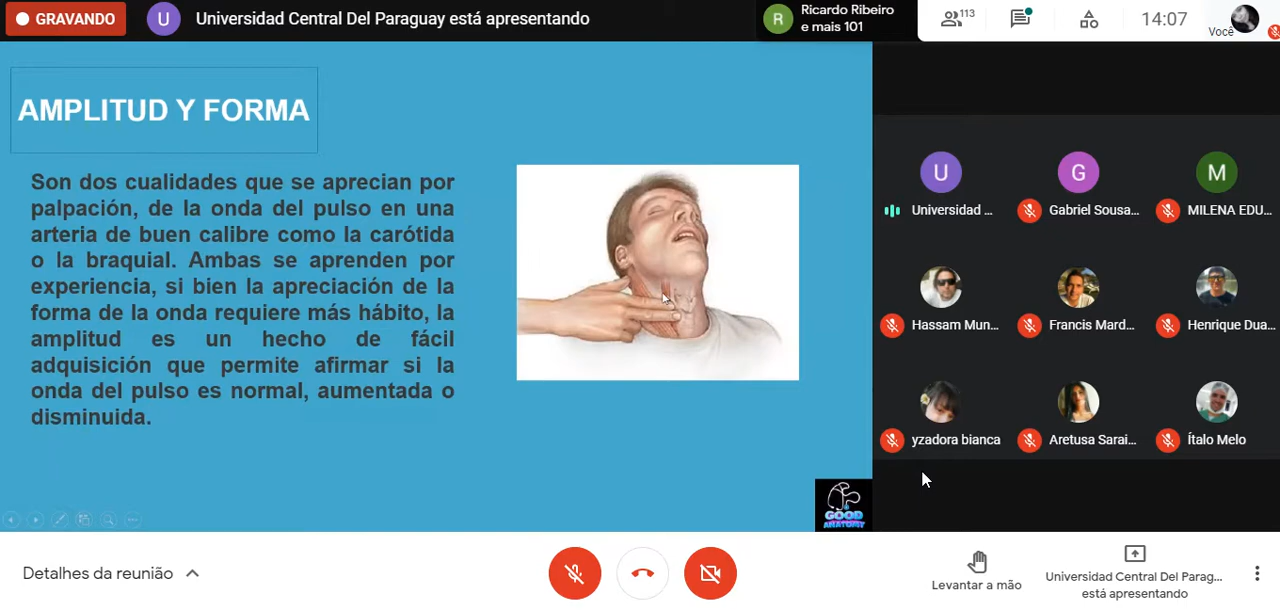 GRAVANDO
U
Universidad Central Del Paraguay está apresentando
R
Ricardo Ribeiro
e mais 101
113
14:07
Você
AMPLITUD Y FORMA
Son dos cualidades que se aprecian por
palpación, de la onda del pulso en una
arteria de buen calibre como la carótida
o la braquial. Ambas se aprenden por
experiencia, si bien la apreciación de la
forma de la onda requiere más hábito, la
amplitud es un hecho de fácil
adquisición que permite afirmar si la
onda del pulso es normal, aumentada o
disminuida.
GOOD
ANATOMY
U
G
M
Universidad ...
Gabriel Sousa...
MILENA EDU...
Hassam Mun...
Francis Mard...
Henrique Dua...
yzadora bianca
Aretusa Sarai...
Ítalo Melo
Detalhes da reunião
Levantar a mão
Universidad Central Del Parag...
está apresentando